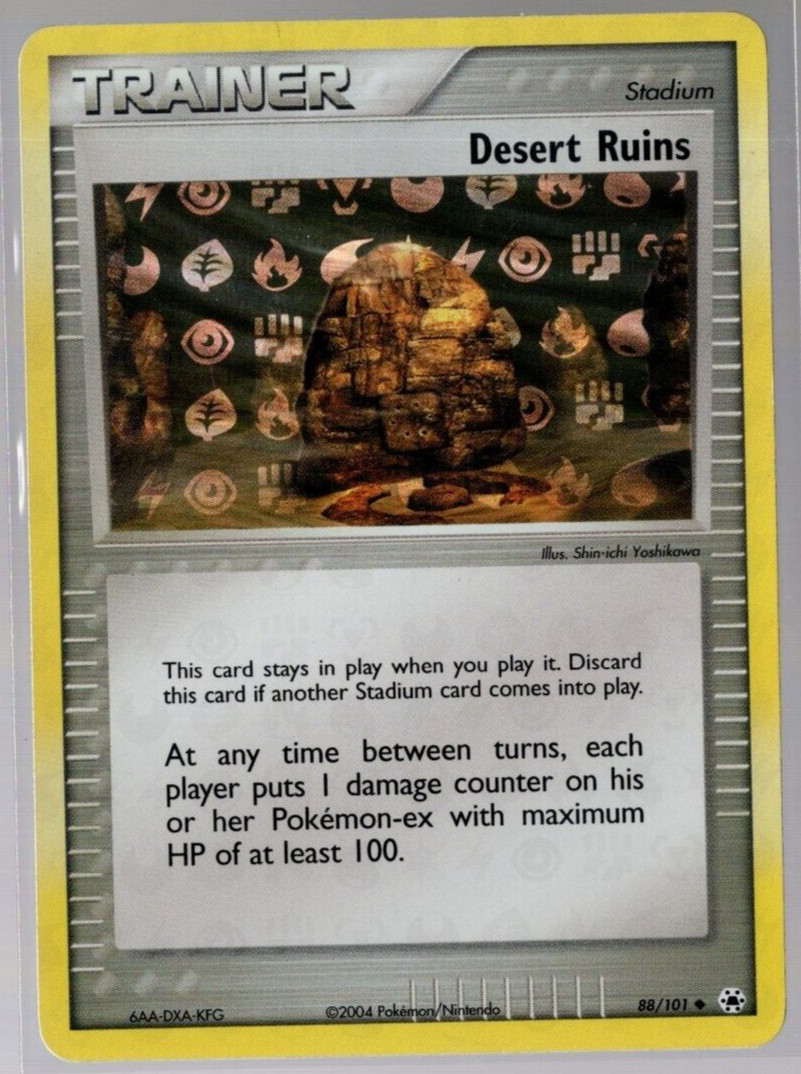 TRAINER
Stadium
Desert Ruins
Illus. Shin-ichi Yoshikawa
This card stays in play when you play it. Discard
this card if another Stadium card comes into play.
At any time between turns, each
player puts 1 damage counter on his
or her Pokémon-ex with maximum
HP of at least 100.
6AA-DXA-KFG
©2004 Pokémon/Nintendo
88/101 ◆